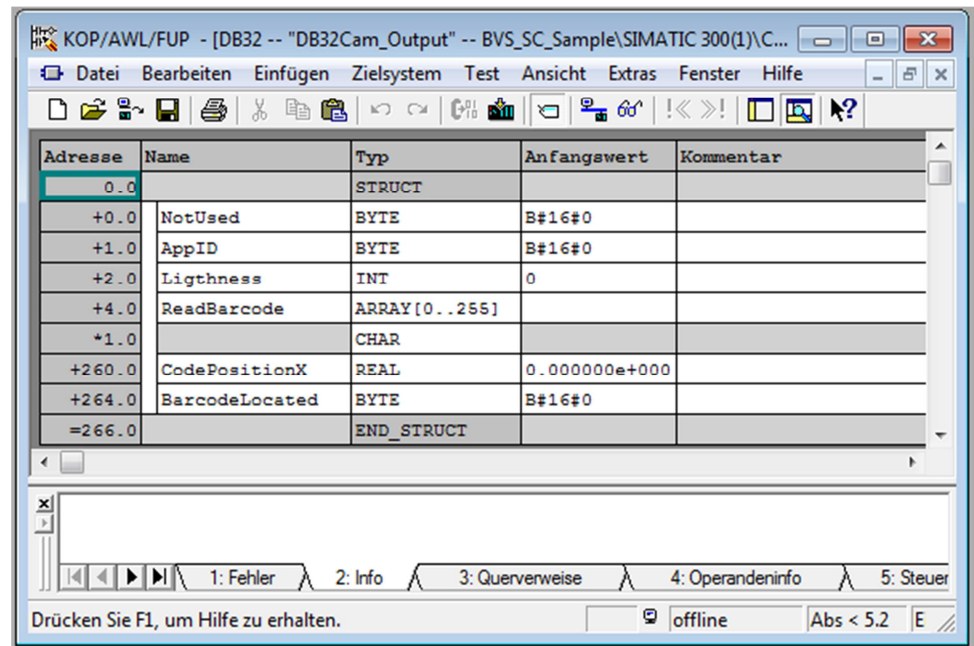 KOP/AWL/FUP - [DB32 -- "DB32Cam_Output" -- BVS_SC_Sample\SIMATIC 300(1)\C...
Datei Bearbeiten Einfügen Zielsystem Test Ansicht Extras Fenster Hilfe
Adresse Name Typ Anfangswert Kommentar
0.0 STRUCT
+0.0 NotUsed BYTE B#16#0
+1.0 AppID BYTE B#16#0
+2.0 Ligthness INT 0
+4.0 ReadBarcode ARRAY[0..255]
*1.0 CHAR
+260.0 CodePositionX REAL 0.000000e+000
+264.0 BarcodeLocated BYTE B#16#0
=266.0 END_STRUCT
1: Fehler 2: Info 3: Querverweise 4: Operandeninfo 5: Steuer
Drücken Sie F1, um Hilfe zu erhalten. offline Abs < 5.2 E